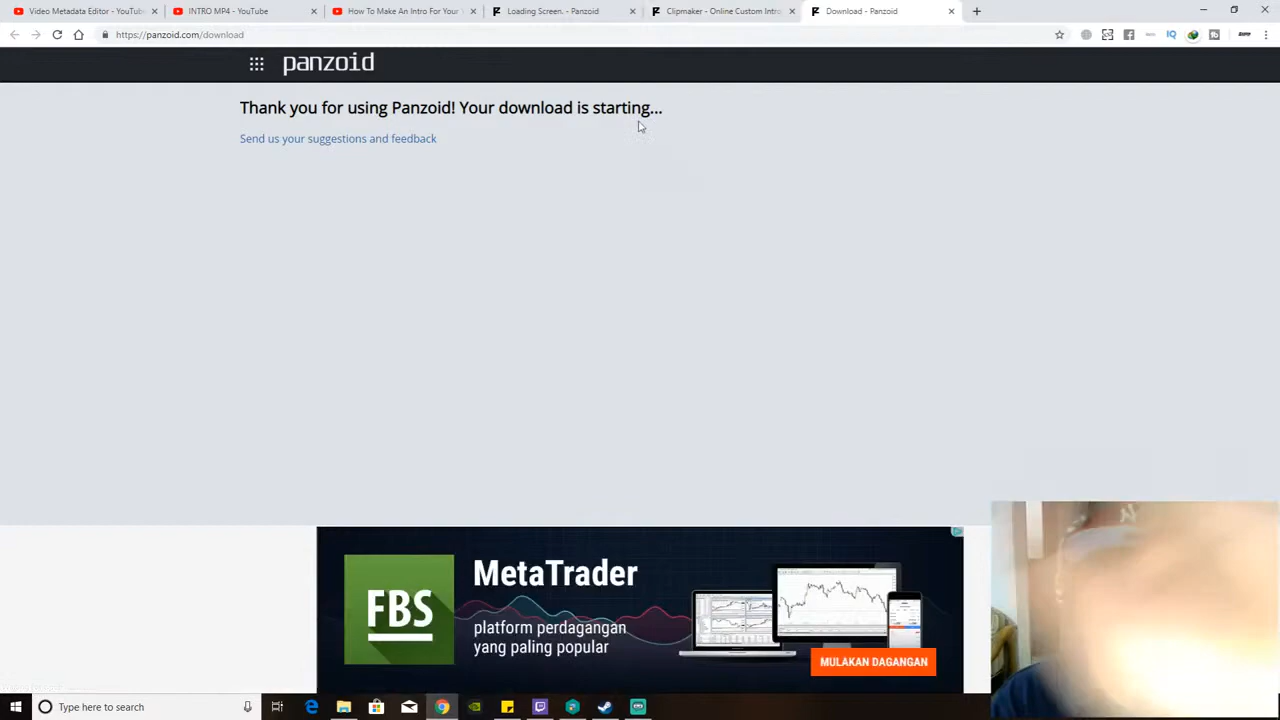 Video Metadata Editor - YouTub
INTRO MP4 - YouTube
How To Make An Intro For Your
Loading Screen. - Panzoid
Clipmaker - Online Custom Intro
Download - Panzoid
https://panzoid.com/download
IQ
panzoid
Thank you for using Panzoid! Your download is starting...
Send us your suggestions and feedback
FBS
MetaTrader
platform perdagangan
yang paling popular
MULAKAN DAGANGAN
Type here to search